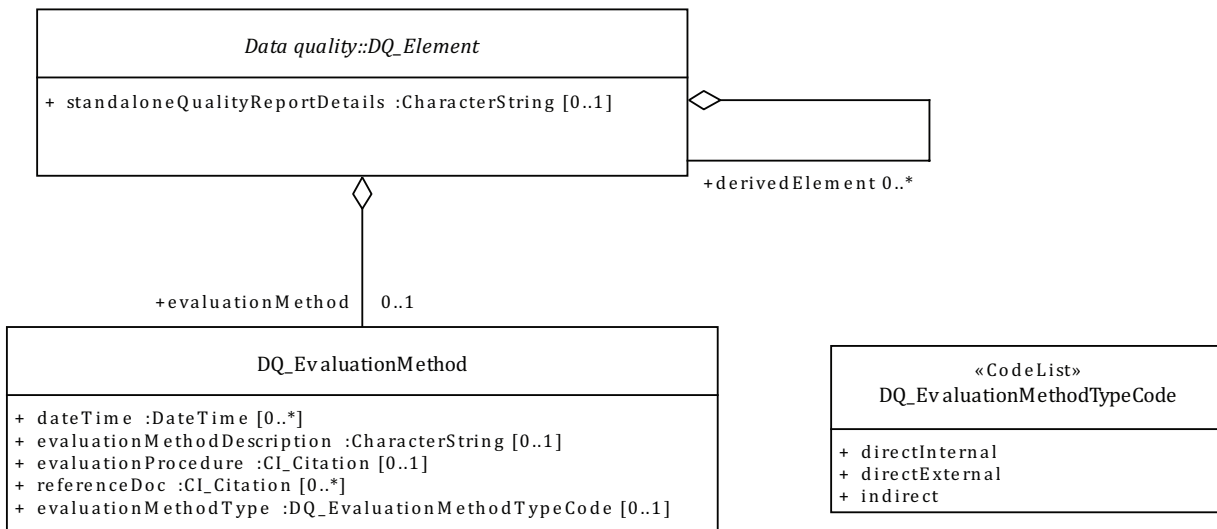 Data quality::DQ_Element
+ standaloneQualityReportDetails :CharacterString [0..1]
+derivedElement 0..*
+evaluationMethod 0..1
DQ_EvaluationMethod
+ dateTime :DateTime [0..*]
+ evaluationMethodDescription :CharacterString [0..1]
+ evaluationProcedure :CI_Citation [0..1]
+ referenceDoc :CI_Citation [0..*]
+ evaluationMethodType :DQ_EvaluationMethodTypeCode [0..1]
«CodeList»
DQ_EvaluationMethodTypeCode
+ directInternal
+ directExternal
+ indirect